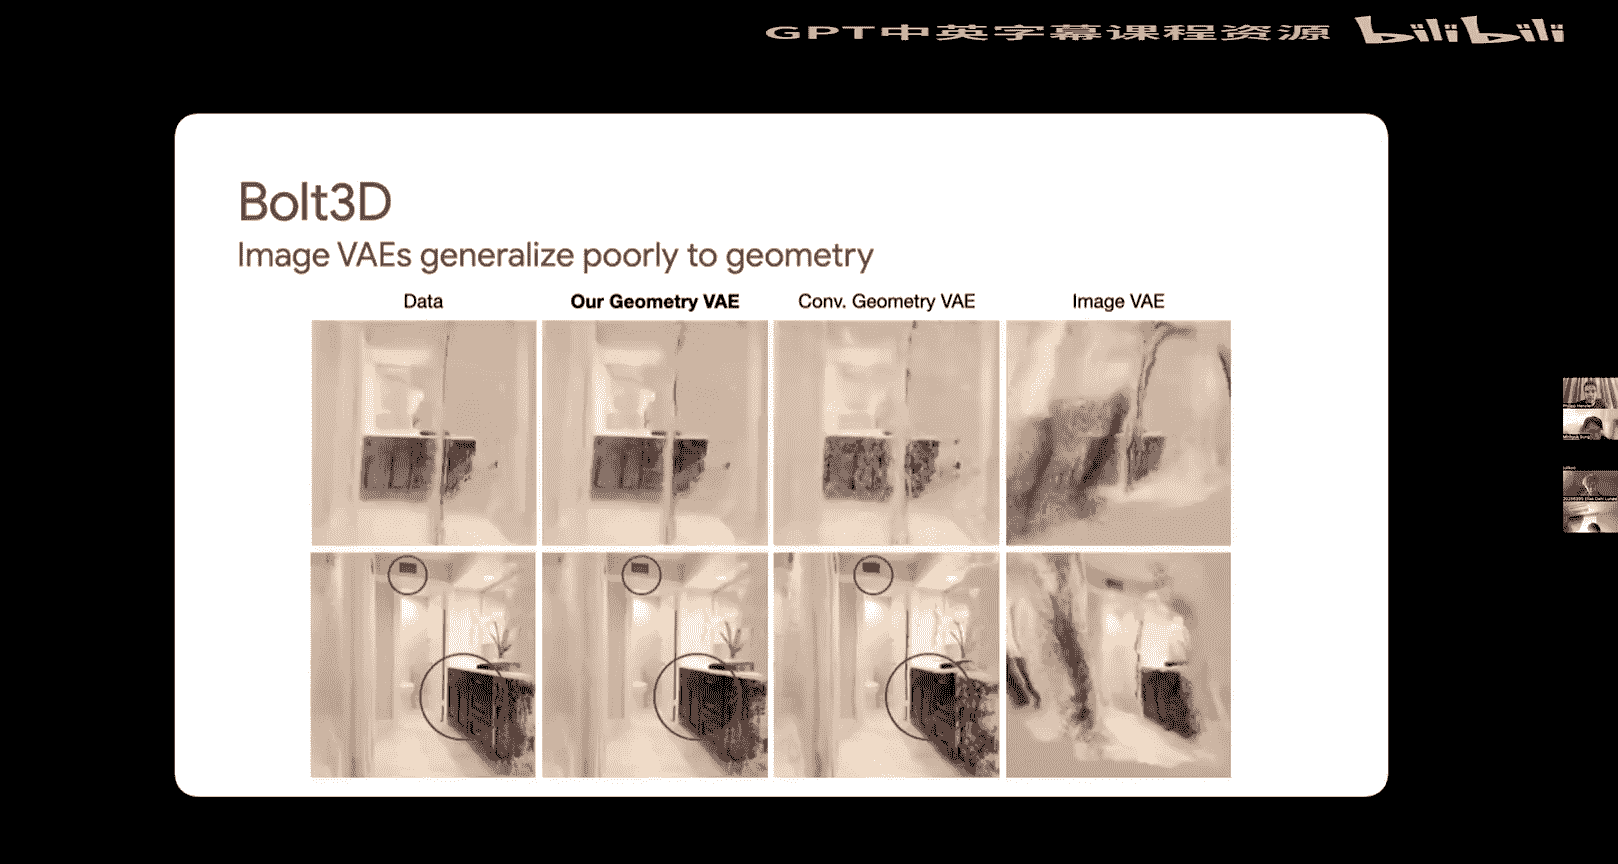 GPT中英字幕课程资源 bilibili
Bolt3D
Image VAEs generalize poorly to geometry
Data Our Geometry VAE Conv. Geometry VAE Image VAE